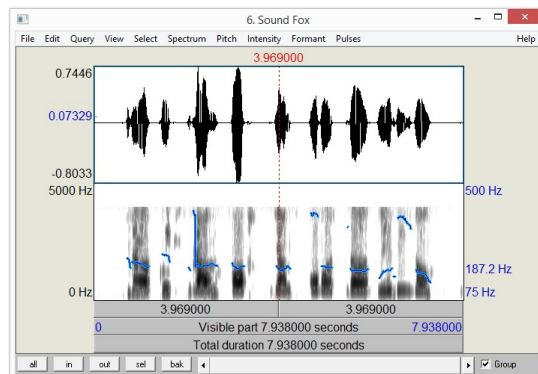 6. Sound Fox
File Edit Query View Select Spectrum Pitch Intensity Formant Pulses Help
3.969000
0.7446
0.07329
-0.8033
5000 Hz 500 Hz
187.2 Hz
0 Hz 75 Hz
3.969000 3.969000
0 Visible part 7.938000 seconds 7.938000
Total duration 7.938000 seconds
all in out sel bak Group